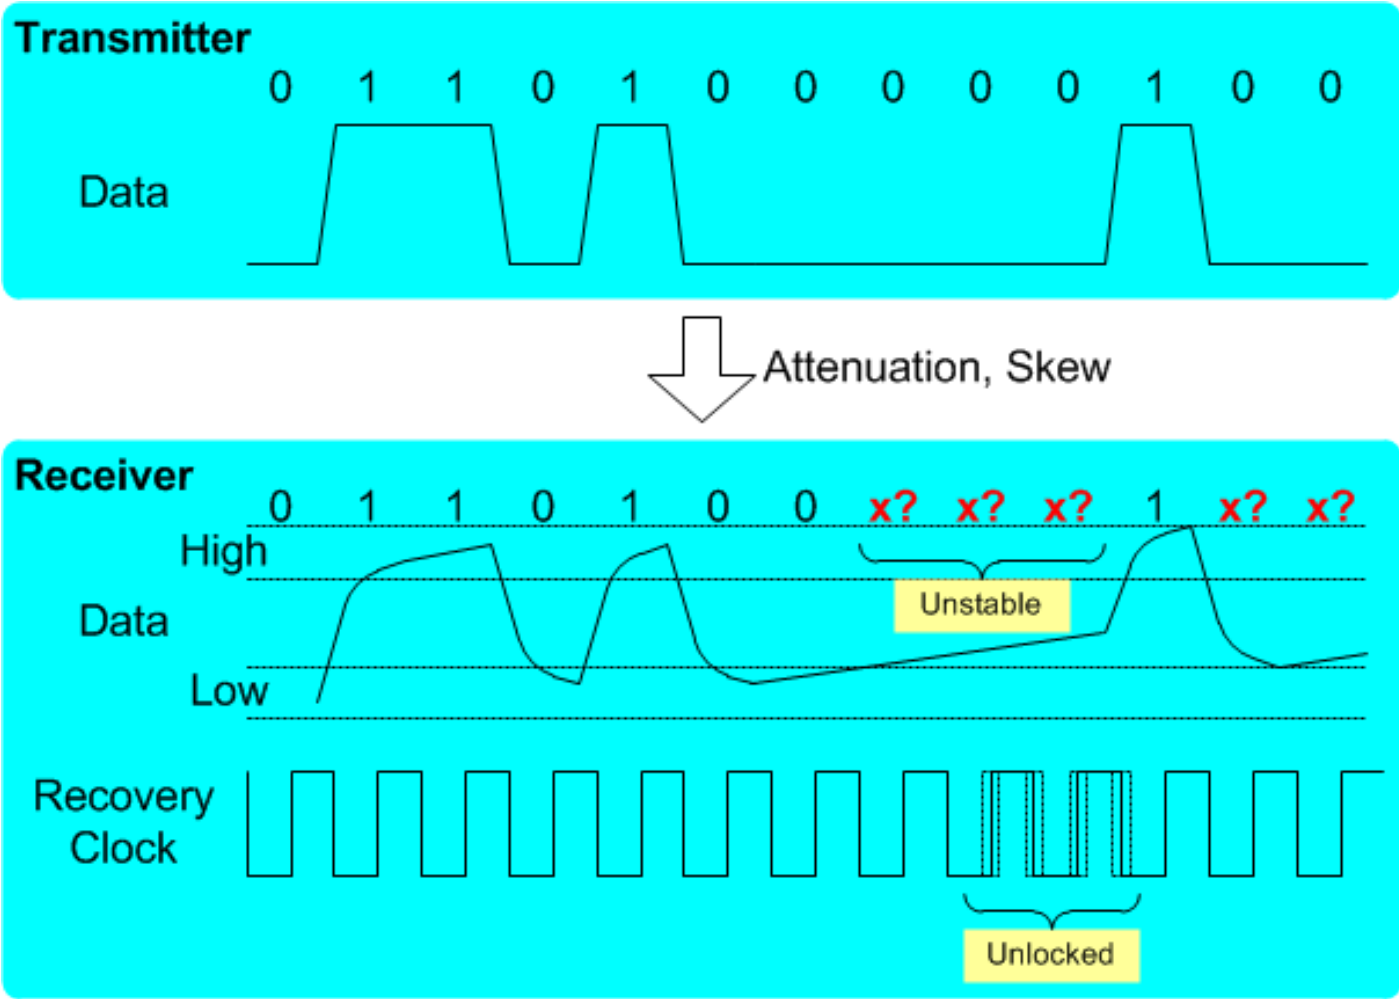 Transmitter
0 1 1 0 1 0 0 0 0 0 1 0 0
Data
Attenuation, Skew
Receiver
0 1 1 0 1 0 0 x? x? x? 1 x? x?
High
Unstable
Data
Low
Recovery
Clock
Unlocked